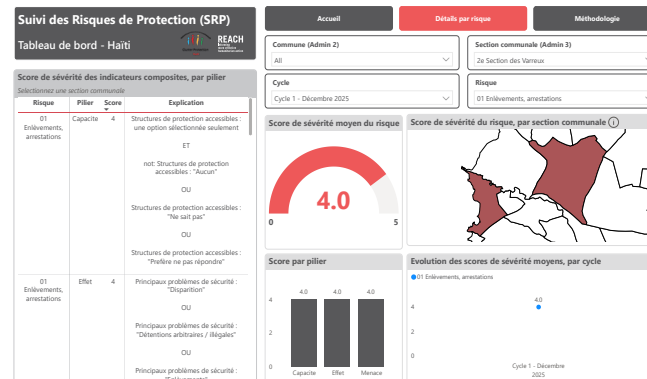 Suivi des Risques de Protection (SRP)
Tableau de bord - Haïti
REACH
Accueil
Détails par risque
Méthodologie
Commune (Admin 2)
All
Section communale (Admin 3)
2e Section des Varreux
Cycle
Cycle 1 - Décembre 2025
Risque
01 Enlèvements, arrestations
Score de sévérité des indicateurs composites, par pilier
Selectionnez une section communale
Risque Pilier Score Explication
01 Enlèvements, arrestations
Capacite
4
Structures de protection accessibles :
une option sélectionnée seulement
ET
not: Structures de protection
accessibles : "Aucun"
OU
Structures de protection accessibles :
"Ne sait pas"
OU
Structures de protection accessibles :
"Prefère ne pas répondre"
01 Enlèvements, arrestations
Effet
4
Principaux problèmes de sécurité :
"Disparition"
OU
Principaux problèmes de sécurité :
"Détentions arbitraires / illégales"
OU
Principaux problèmes de sécurité :
Score de sévérité moyen du risque
4.0
0
5
Score de sévérité du risque, par section communale
Score par pilier
4
2
0
4.0 4.0 4.0
Capacite Effet Menace
Evolution des scores de sévérité moyens, par cycle
01 Enlèvements, arrestations
4
2
0
4.0
Cycle 1 - Décembre
2025